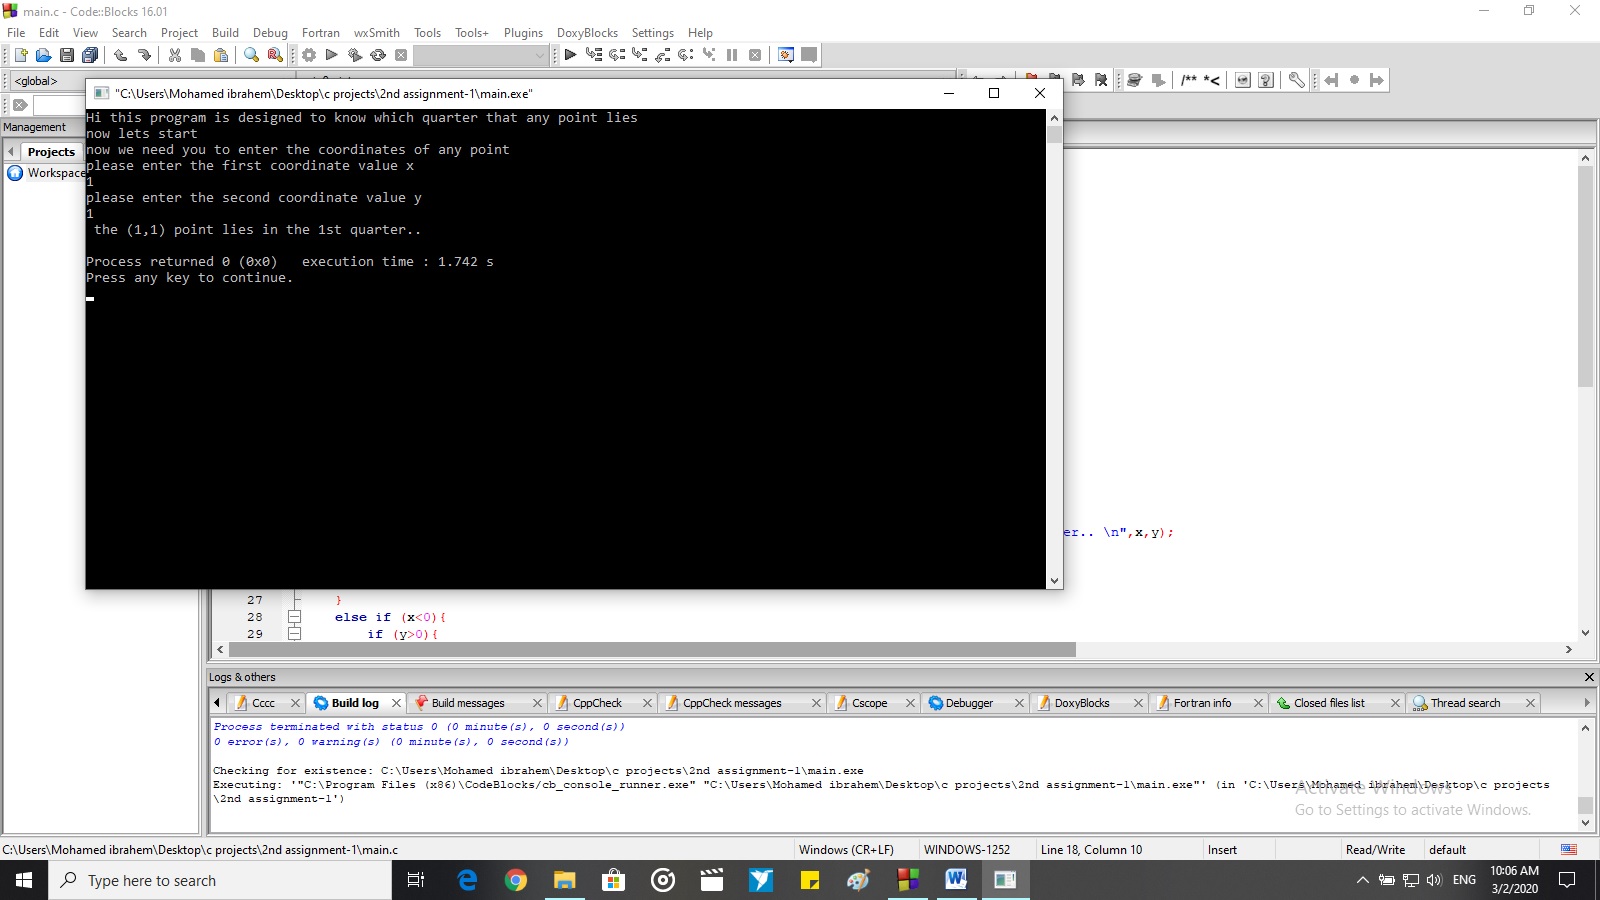 main.c - Code::Blocks 16.01
File Edit View Search Project Build Debug Fortran wxSmith Tools Tools+ Plugins DoxyBlocks Settings Help
<global>
/** *<
"C:\Users\Mohamed ibrahem\Desktop\c projects\2nd assignment-1\main.exe"
Management
Projects
Workspace
Hi this program is designed to know which quarter that any point lies
now lets start
now we need you to enter the coordinates of any point
please enter the first coordinate value x
1
please enter the second coordinate value y
1
the (1,1) point lies in the 1st quarter..
Process returned 0 (0x0) execution time : 1.742 s
Press any key to continue.
er.. \n",x,y);
27 }
28 else if (x<0){
29 if (y>0){
Logs & others
Cccc Build log Build messages CppCheck CppCheck messages Cscope Debugger DoxyBlocks Fortran info Closed files list Thread search
Process terminated with status 0 (0 minute(s), 0 second(s))
0 error(s), 0 warning(s) (0 minute(s), 0 second(s))
Checking for existence: C:\Users\Mohamed ibrahem\Desktop\c projects\2nd assignment-1\main.exe
Executing: '"C:\Program Files (x86)\CodeBlocks/cb_console_runner.exe" "C:\Users\Mohamed ibrahem\Desktop\c projects\2nd assignment-1\main.exe"' (in 'C:\Users\Mohamed ibrahem\Desktop\c projects
\2nd assignment-1')
Activate Windows
Go to Settings to activate Windows.
C:\Users\Mohamed ibrahem\Desktop\c projects\2nd assignment-1\main.c Windows (CR+LF) WINDOWS-1252 Line 18, Column 10 Insert Read/Write default
Type here to search
ENG
10:06 AM
3/2/2020